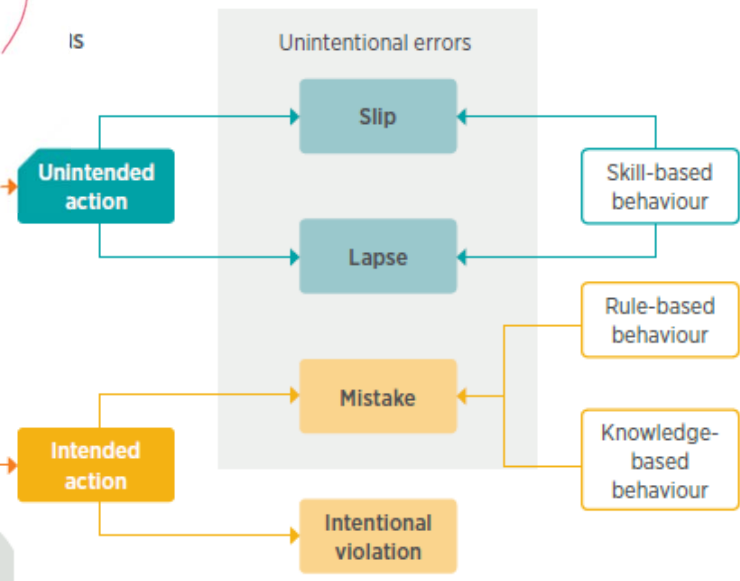 Unintentional errors
Slip
Unintended
action
Skill-based
behaviour
Lapse
Rule-based
behaviour
Mistake
Intended
action
Knowledge-
based
behaviour
Intentional
violation